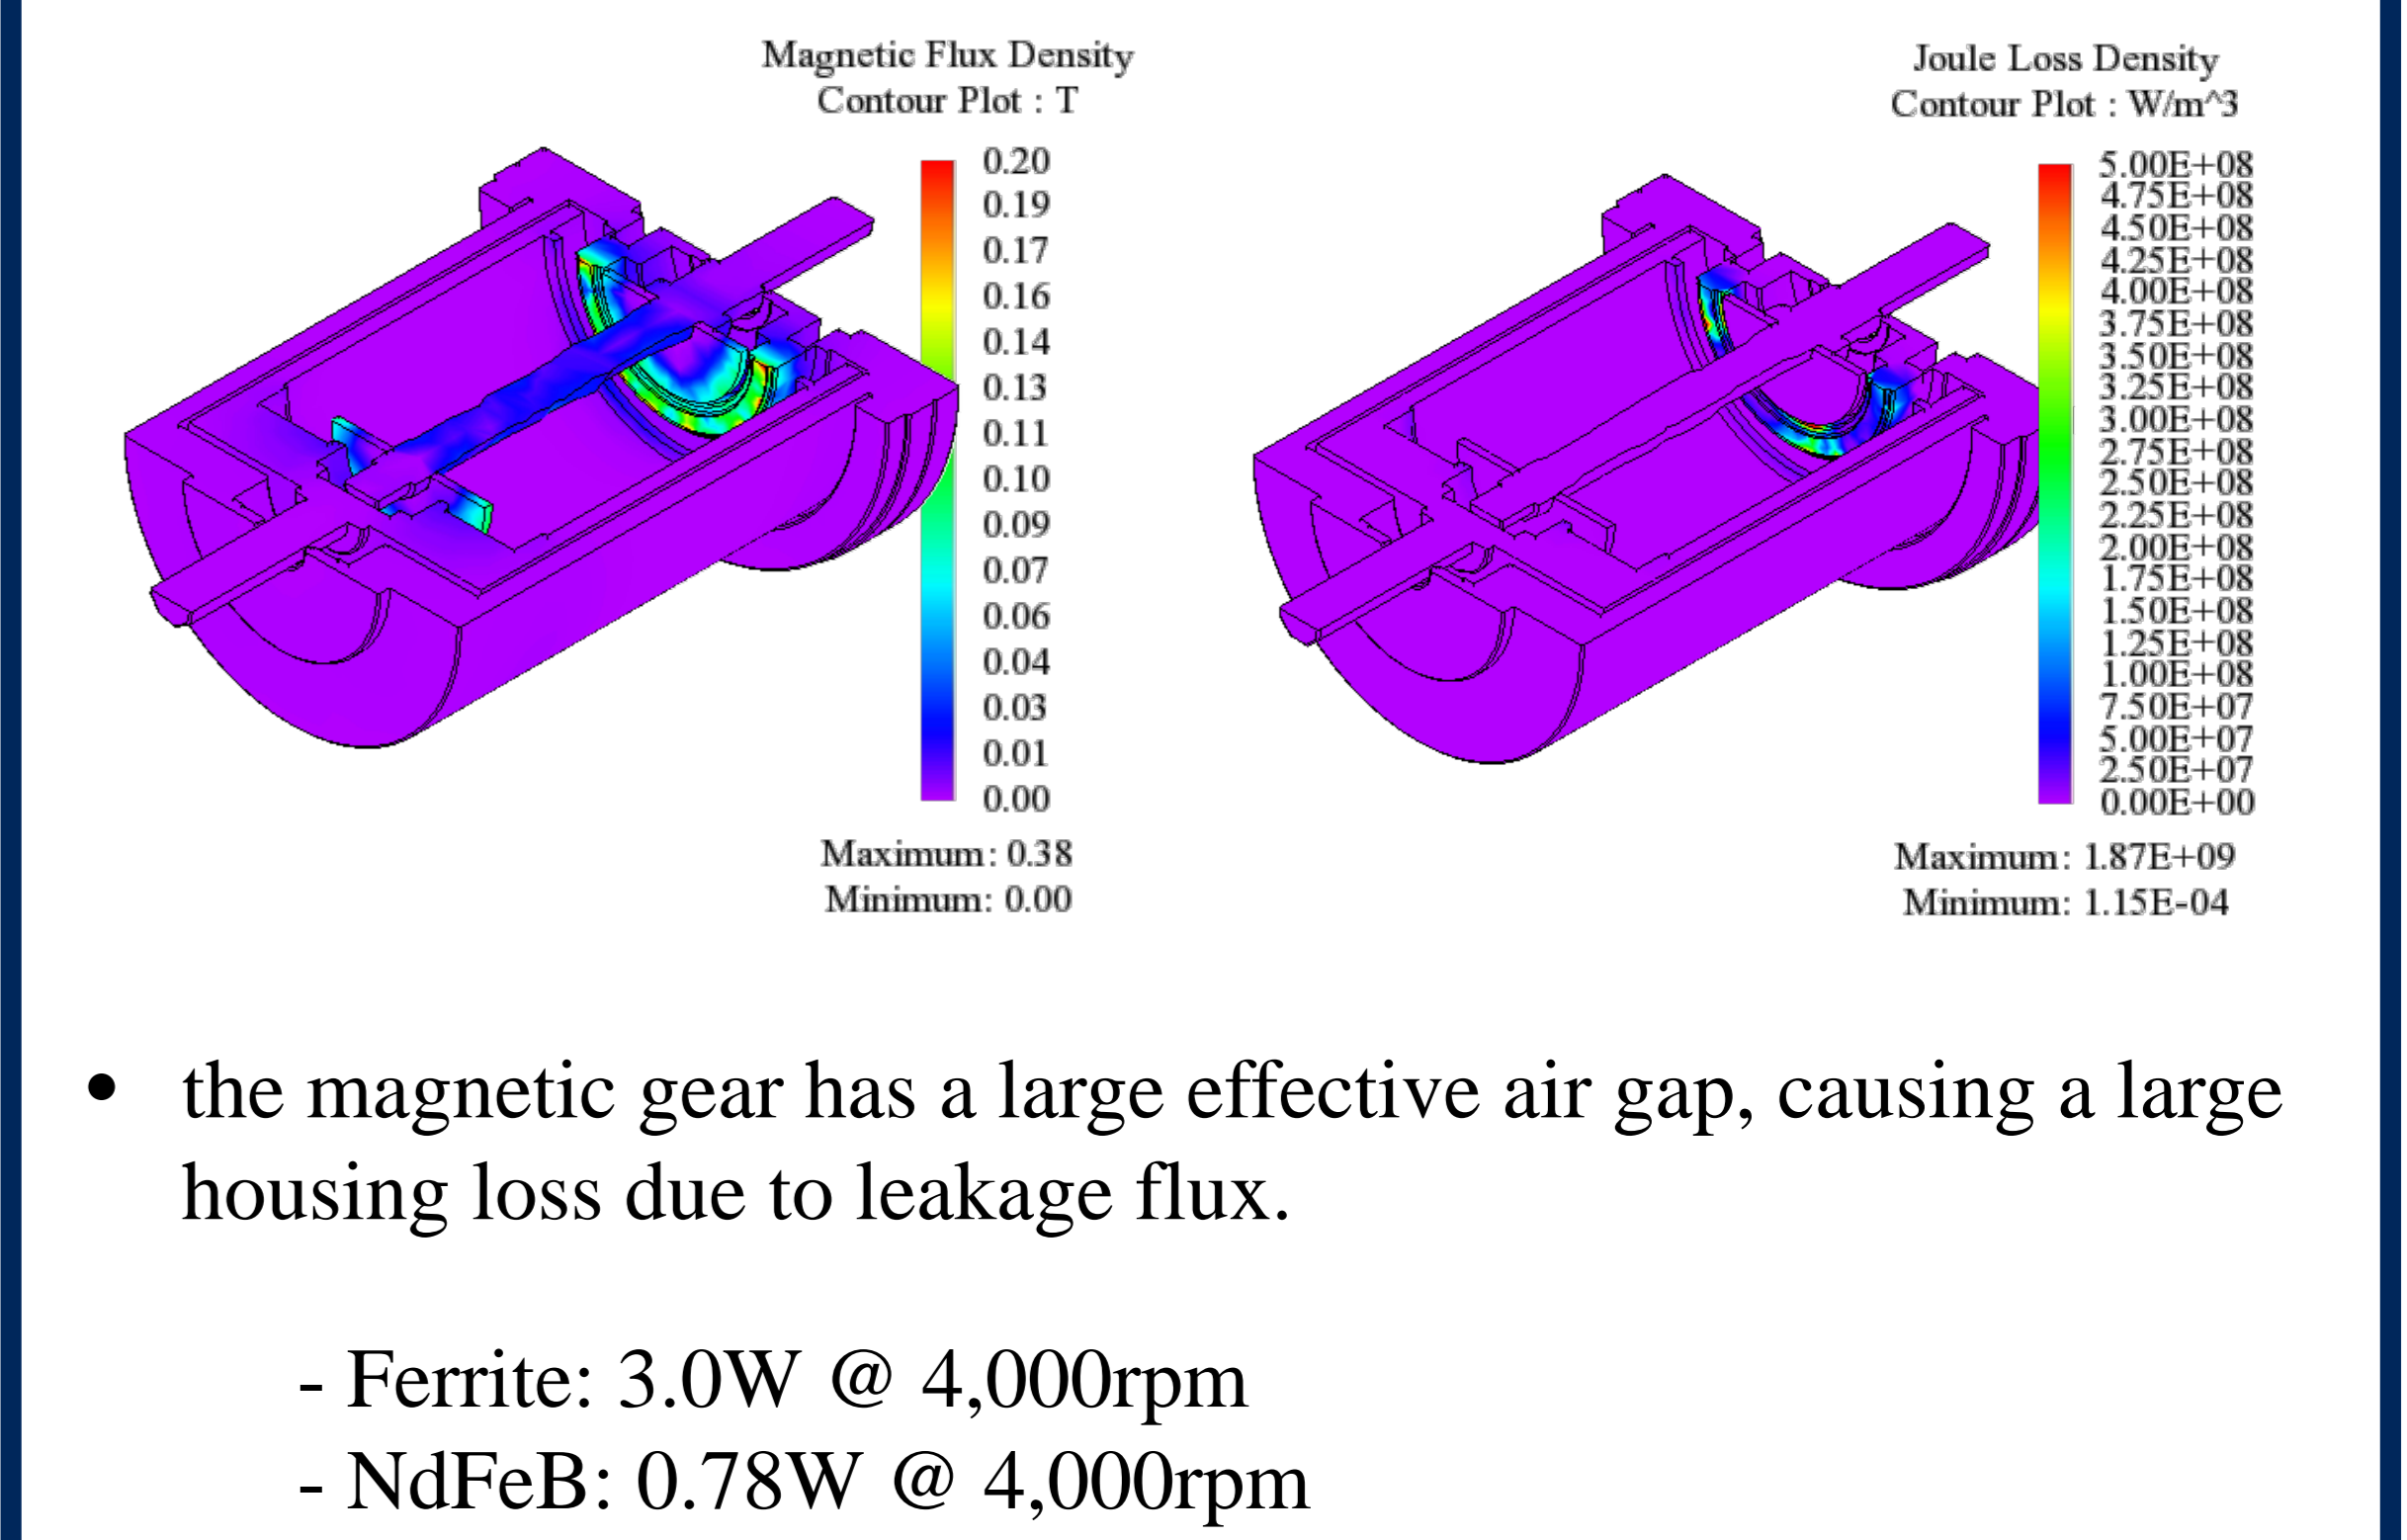 Magnetic Flux Density
Contour Plot : T
0.20
0.19
0.17
0.16
0.14
0.13
0.11
0.10
0.09
0.07
0.06
0.04
0.03
0.01
0.00
Maximum: 0.38
Minimum: 0.00
Joule Loss Density
Contour Plot : W/m^3
5.00E+08
4.75E+08
4.50E+08
4.25E+08
4.00E+08
3.75E+08
3.50E+08
3.25E+08
3.00E+08
2.75E+08
2.50E+08
2.25E+08
2.00E+08
1.75E+08
1.50E+08
1.25E+08
1.00E+08
7.50E+07
5.00E+07
2.50E+07
0.00E+00
Maximum: 1.87E+09
Minimum: 1.15E-04
• the magnetic gear has a large effective air gap, causing a large
housing loss due to leakage flux.
- Ferrite: 3.0W @ 4,000rpm
- NdFeB: 0.78W @ 4,000rpm